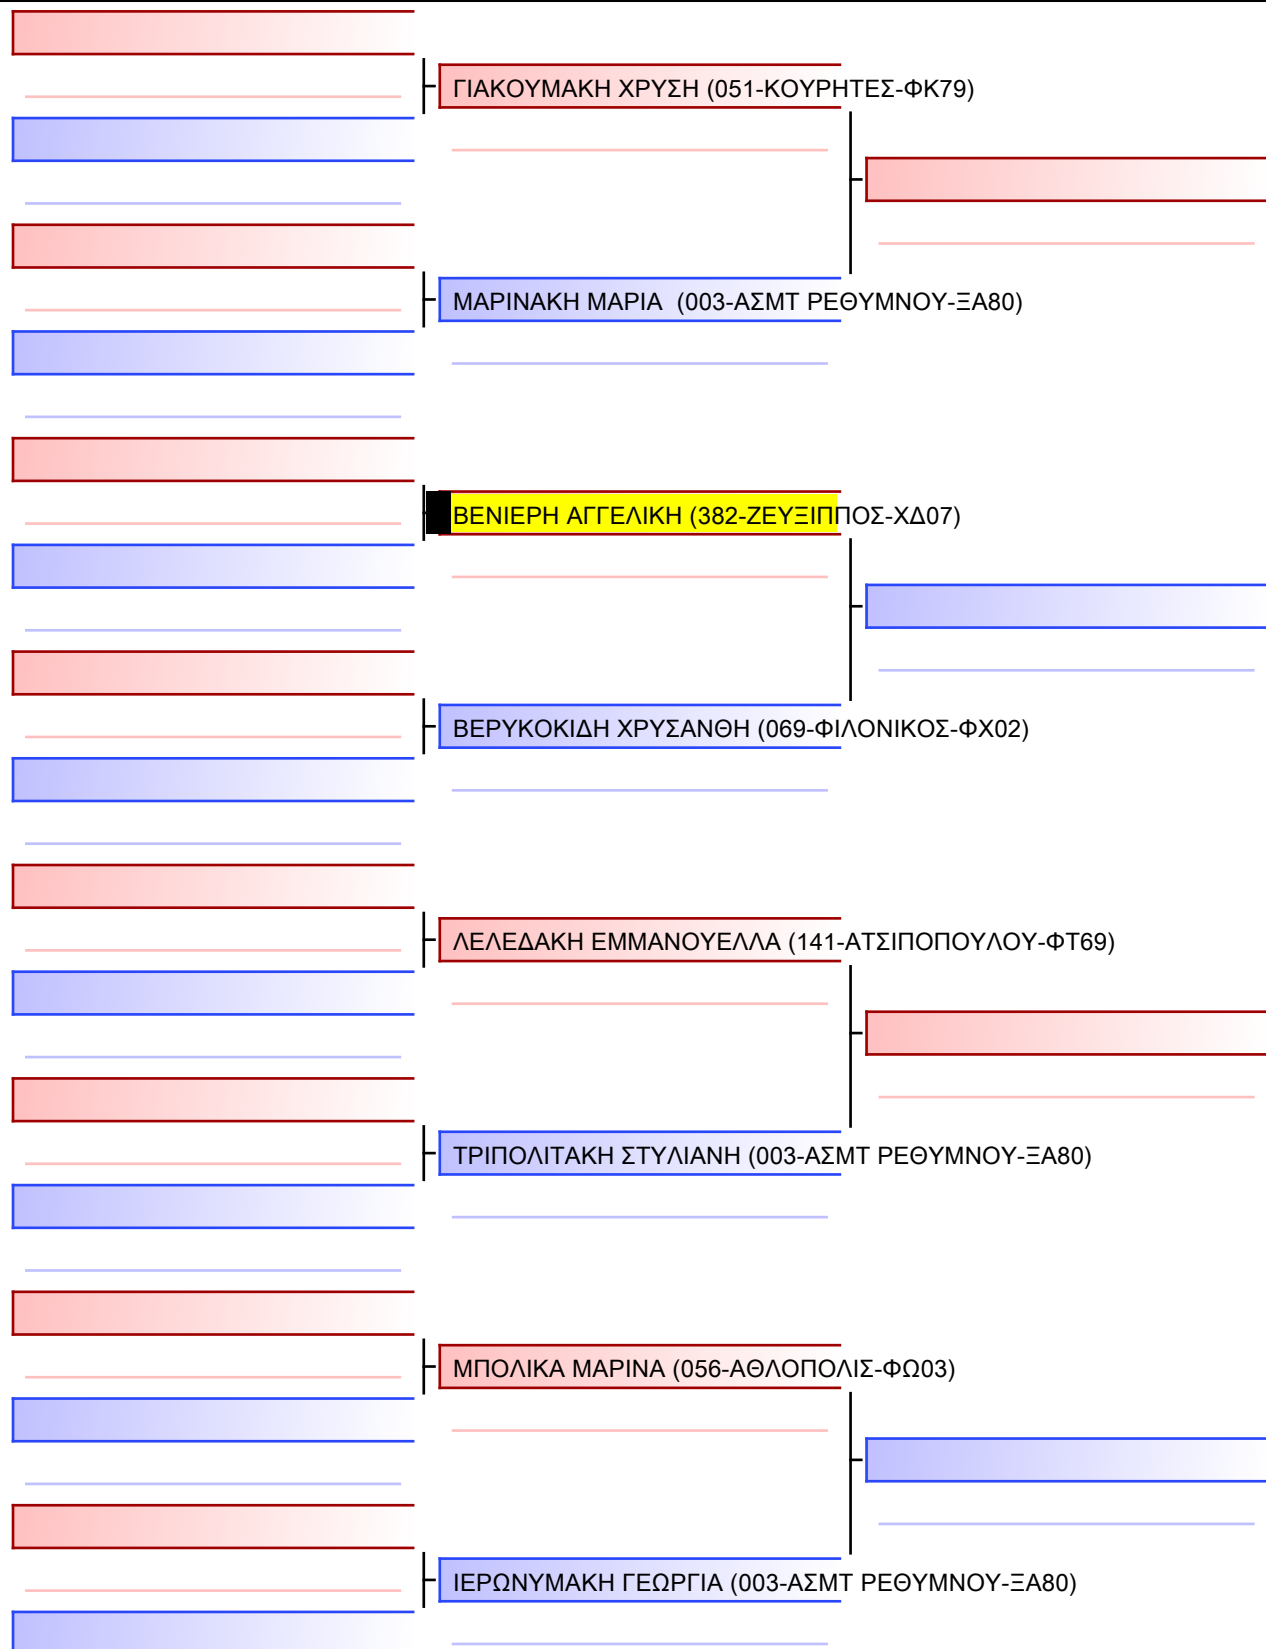 ΓΙΑΚΟΥΜΑΚΗ ΧΡΥΣΗ (051-ΚΟΥΡΗΤΕΣ-ΦΚ79)
ΜΑΡΙΝΑΚΗ ΜΑΡΙΑ  (003-ΑΣΜΤ ΡΕΘΥΜΝΟΥ-ΞΑ80)
ΒΕΝΙΕΡΗ ΑΓΓΕΛΙΚΗ (382-ΖΕΥΞΙΠΠΟΣ-ΧΔ07)
ΒΕΡΥΚΟΚΙΔΗ ΧΡΥΣΑΝΘΗ (069-ΦΙΛΟΝΙΚΟΣ-ΦΧ02)
ΛΕΛΕΔΑΚΗ ΕΜΜΑΝΟΥΕΛΛΑ (141-ΑΤΣΙΠΟΠΟΥΛΟΥ-ΦΤ69)
ΤΡΙΠΟΛΙΤΑΚΗ ΣΤΥΛΙΑΝΗ (003-ΑΣΜΤ ΡΕΘΥΜΝΟΥ-ΞΑ80)
ΜΠΟΛΙΚΑ ΜΑΡΙΝΑ (056-ΑΘΛΟΠΟΛΙΣ-ΦΩ03)
ΙΕΡΩΝΥΜΑΚΗ ΓΕΩΡΓΙΑ (003-ΑΣΜΤ ΡΕΘΥΜΝΟΥ-ΞΑ80)